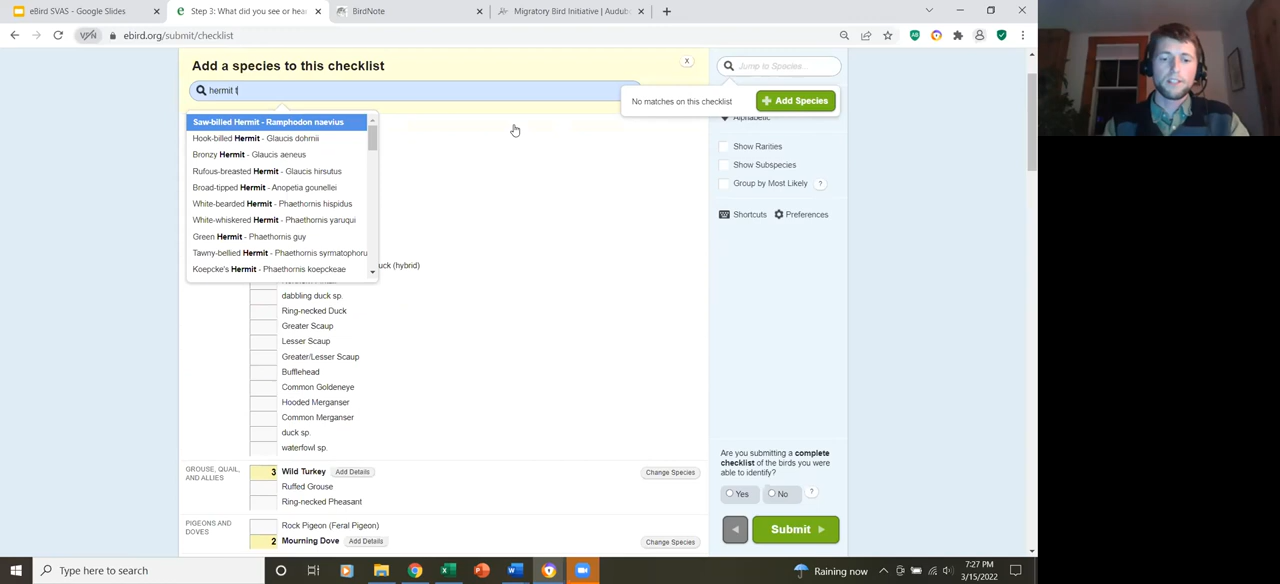 eBird SVAS - Google Slides
Step 3: What did you see or hea
BirdNote
Migratory Bird Initiative | Audub
VPN
ebird.org/submit/checklist
Add a species to this checklist
X
Jump to Species...
hermit t
No matches on this checklist
Add Species
Saw-billed Hermit - Ramphodon naevius
Hook-billed Hermit - Glaucis dohrnii
Bronzy Hermit - Glaucis aeneus
Rufous-breasted Hermit - Glaucis hirsutus
Broad-tipped Hermit - Anopetia gounellei
White-bearded Hermit - Phaethornis hispidus
White-whiskered Hermit - Phaethornis yaruqui
Green Hermit - Phaethornis guy
Tawny-bellied Hermit - Phaethornis syrmatophoru
Koepcke's Hermit - Phaethornis koepckeae
Alphabetic
Show Rarities
Show Subspecies
Group by Most Likely ?
Shortcuts Preferences
uck (hybrid)
dabbling duck sp.
Ring-necked Duck
Greater Scaup
Lesser Scaup
Greater/Lesser Scaup
Bufflehead
Common Goldeneye
Hooded Merganser
Common Merganser
duck sp.
waterfowl sp.
GROUSE, QUAIL, AND ALLIES
3 Wild Turkey Add Details Change Species
Ruffed Grouse
Ring-necked Pheasant
PIGEONS AND DOVES
Rock Pigeon (Feral Pigeon)
2 Mourning Dove Add Details Change Species
Are you submitting a complete
checklist of the birds you were
able to identify?
Yes No ?
Submit
Type here to search
Raining now
7:27 PM
3/15/2022